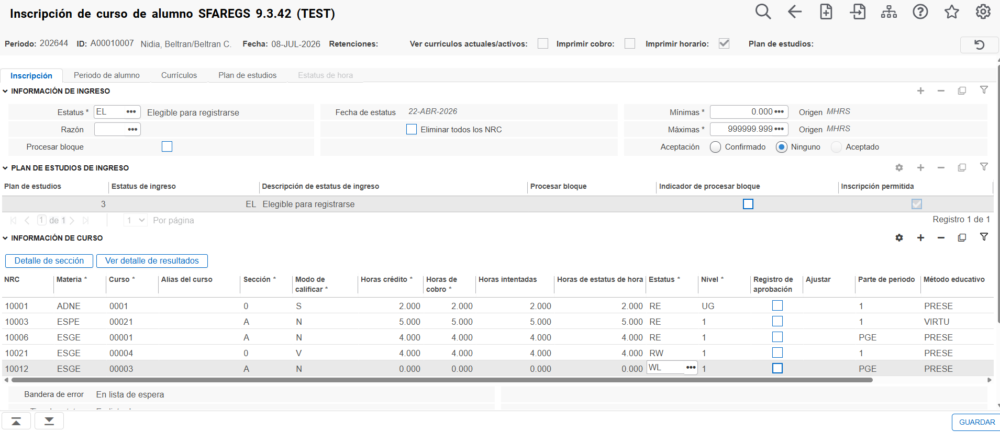 Inscripción de curso de alumno SFAREGS 9.3.42 (TEST)
Periodo: 202644 ID: A00010007 Nidia, Beltran/Beltran C. Fecha: 08-JUL-2026 Retenciones: Ver currículos actuales/activos: Imprimir cobro: Imprimir horario: Plan de estudios:
Inscripción Periodo de alumno Currículos Plan de estudios Estatus de hora
INFORMACIÓN DE INGRESO
Estatus * EL Elegible para registrarse Fecha de estatus 22-ABR-2026 Mínimas * 0.000 Origen MHRS
Razón Eliminar todos los NRC Máximas * 999999.999 Origen MHRS
Procesar bloque Aceptación Confirmado Ninguno Aceptado
PLAN DE ESTUDIOS DE INGRESO
Plan de estudios Estatus de ingreso Descripción de estatus de ingreso Procesar bloque Indicador de procesar bloque Inscripción permitida
3 EL Elegible para registrarse
1 de 1 1 Por página Registro 1 de 1
INFORMACIÓN DE CURSO
Detalle de sección Ver detalle de resultados
NRC Materia * Curso * Alias del curso Sección * Modo de calificar * Horas crédito * Horas de cobro * Horas intentadas Horas de estatus de hora Estatus * Nivel * Registro de aprobación Ajustar Parte de periodo Método educativo
10001 ADNE 0001 0 S 2.000 2.000 2.000 2.000 RE UG 1 PRESE
10003 ESPE 00021 A N 5.000 5.000 5.000 5.000 RE 1 1 VIRTU
10006 ESGE 00001 A N 4.000 4.000 4.000 4.000 RE 1 PGE PRESE
10021 ESGE 00004 0 V 4.000 4.000 4.000 4.000 RW 1 1 PRESE
10012 ESGE 00003 A N 0.000 0.000 0.000 0.000 WL 1 PGE PRESE
Bandera de error En lista de espera
GUARDAR